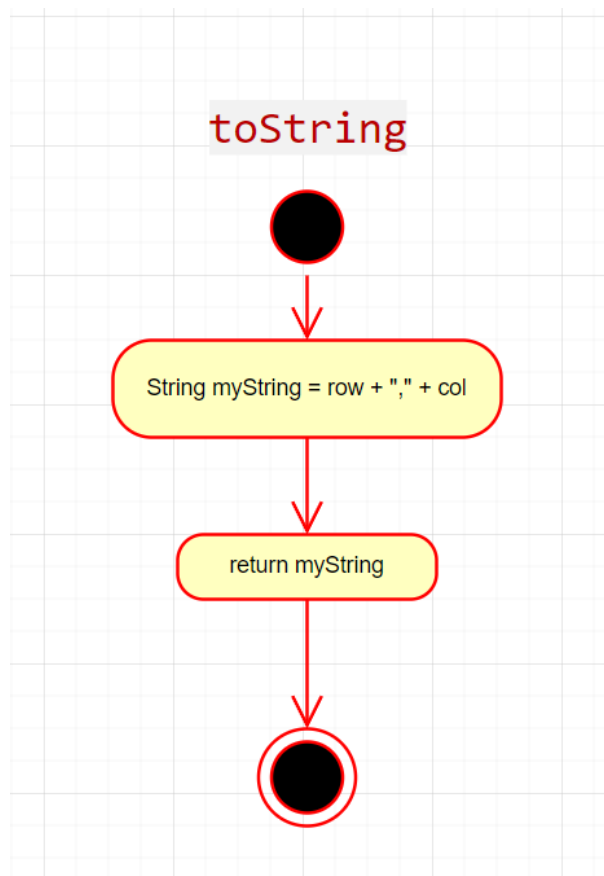 toString
String myString = row + "," + col
return myString